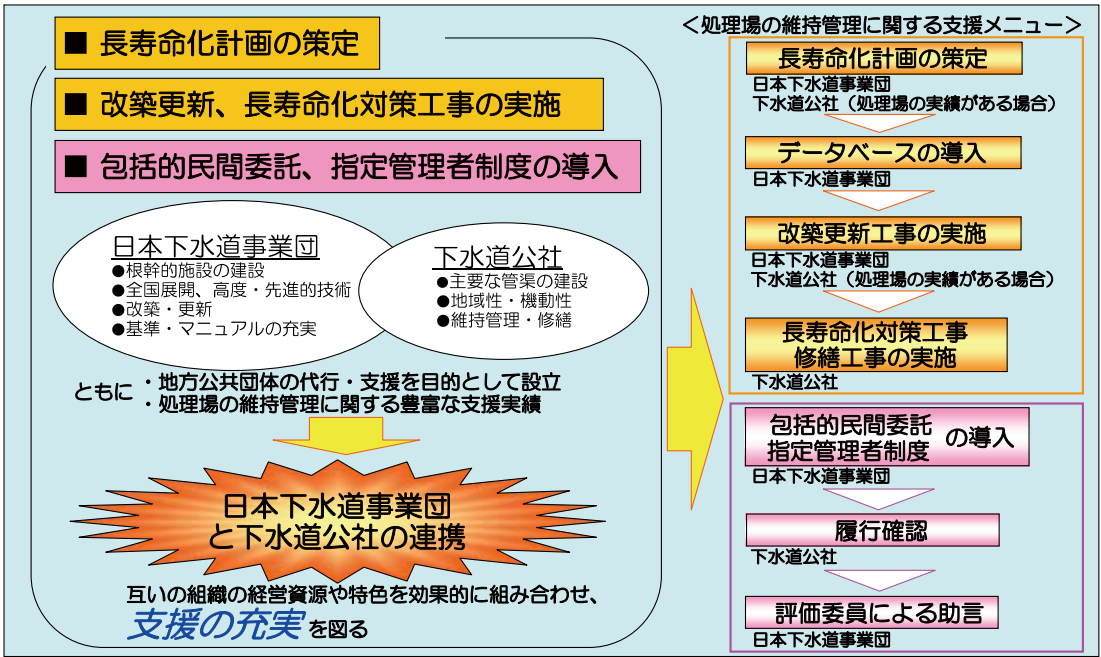 ■ 長寿命化計画の策定
■ 改築更新、長寿命化対策工事の実施
■ 包括的民間委託、指定管理者制度の導入
日本下水道事業団
●根幹的施設の建設
●全国展開、高度・先進的技術
●改築・更新
●基準・マニュアルの充実
下水道公社
●主要な管渠の建設
●地域性・機動性
●維持管理・修繕
ともに
・地方公共団体の代行・支援を目的として設立
・処理場の維持管理に関する豊富な支援実績
日本下水道事業団
と下水道公社の連携
互いの組織の経営資源や特色を効果的に組み合わせ、
支援の充実を図る
＜処理場の維持管理に関する支援メニュー＞
長寿命化計画の策定
日本下水道事業団
下水道公社（処理場の実績がある場合）
データベースの導入
日本下水道事業団
改築更新工事の実施
日本下水道事業団
下水道公社（処理場の実績がある場合）
長寿命化対策工事
修繕工事の実施
下水道公社
包括的民間委託
指定管理者制度
の導入
日本下水道事業団
履行確認
下水道公社
評価委員による助言
日本下水道事業団